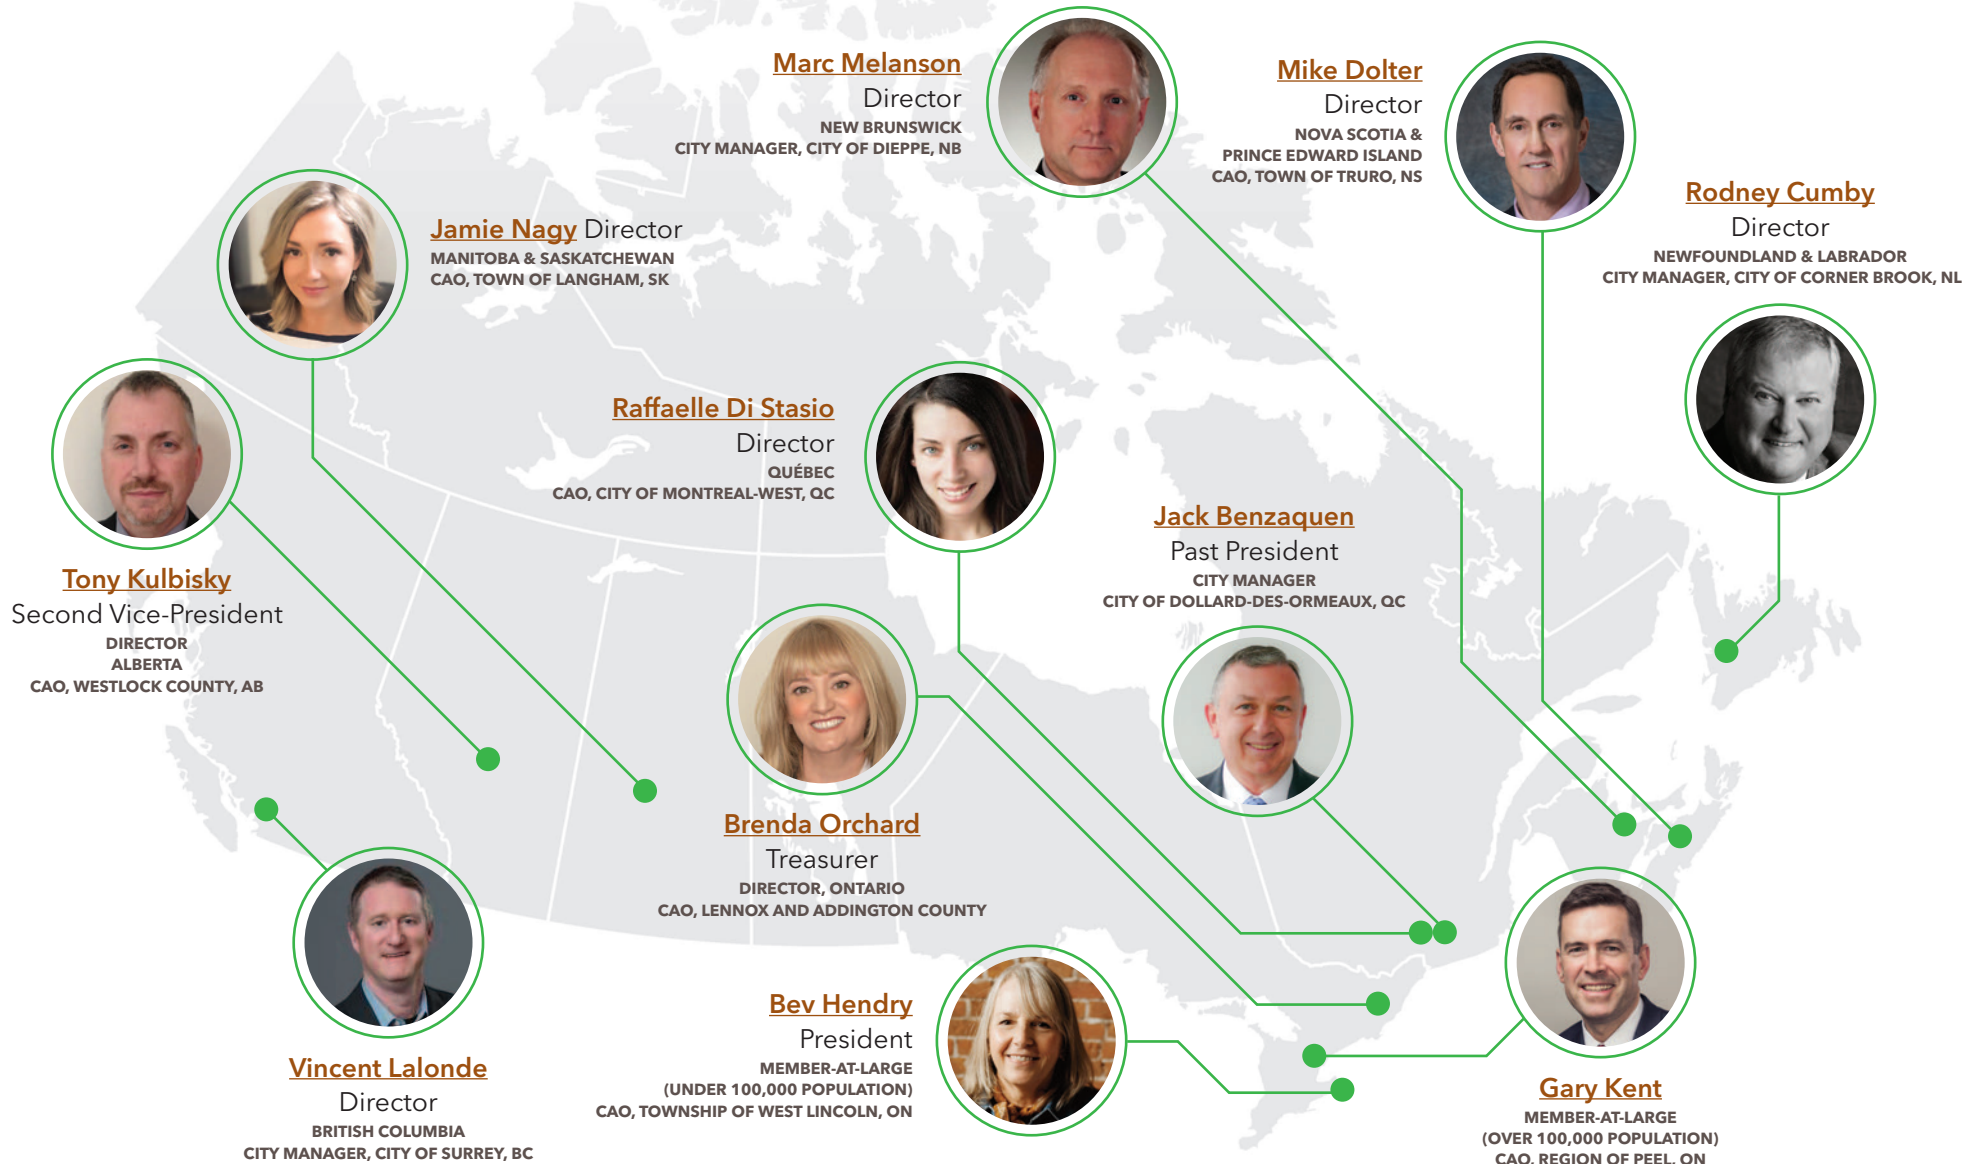 Marc Melanson
Director
NEW BRUNSWICK
CITY MANAGER, CITY OF DIEPPE, NB
Mike Dolter
Director
NOVA SCOTIA &
PRINCE EDWARD ISLAND
CAO, TOWN OF TRURO, NS
Rodney Cumby
Director
NEWFOUNDLAND & LABRADOR
CITY MANAGER, CITY OF CORNER BROOK, NL
Jamie Nagy Director
MANITOBA & SASKATCHEWAN
CAO, TOWN OF LANGHAM, SK
Raffaelle Di Stasio
Director
QUÉBEC
CAO, CITY OF MONTREAL-WEST, QC
Jack Benzaquen
Past President
CITY MANAGER
CITY OF DOLLARD-DES-ORMEAUX, QC
Tony Kulbisky
Second Vice-President
DIRECTOR
ALBERTA
CAO, WESTLOCK COUNTY, AB
Brenda Orchard
Treasurer
DIRECTOR, ONTARIO
CAO, LENNOX AND ADDINGTON COUNTY
Bev Hendry
President
MEMBER-AT-LARGE
(UNDER 100,000 POPULATION)
CAO, TOWNSHIP OF WEST LINCOLN, ON
Vincent Lalonde
Director
BRITISH COLUMBIA
CITY MANAGER, CITY OF SURREY, BC
Gary Kent
MEMBER-AT-LARGE
(OVER 100,000 POPULATION)
CAO, REGION OF PEEL, ON